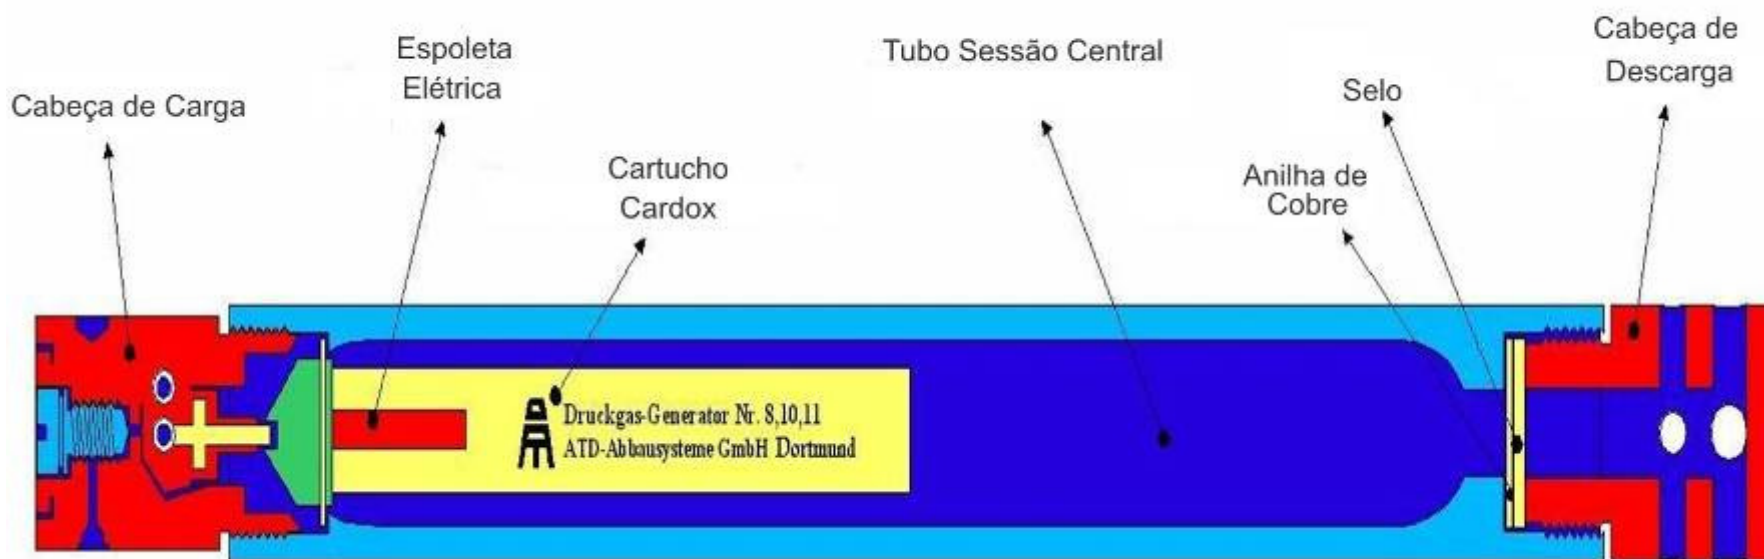 Cabeça de Carga
Espoleta
Elétrica
Cartucho
Cardox
Tubo Sessão Central
Anilha de
Cobre
Selo
Cabeça de
Descarga
Druckgas-Generator Nr. 8,10,11
ATD-Abbausysteme GmbH Dortmund